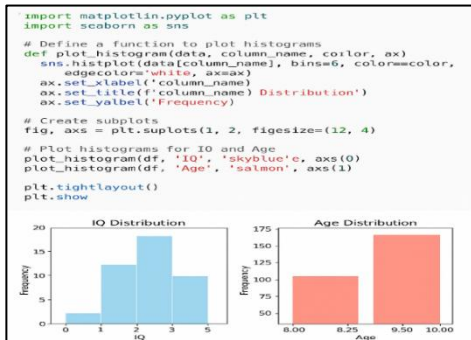 import matplotlib.pyplot as plt
import seaborn as sns
# Define a function to plot histograms
def plot_histogram(data, column_name, coılor, ax)
sns.histplot(data[column_name], bins=6, color==color,
edgecolor='white, ax=ax)
ax.set_xlabel('column_name)
ax.set_title(f'column_name) Distribution')
ax.set_yalbel('Frequency)
# Create subplots
fig, axs = plt.suplots(1, 2, figesize=(12, 4)
# Plot histograms for IO and Age
plot_histogram(df, 'IQ', 'skyblue'e, axs(0)
plot_histogram(df, 'Age', 'salmon', axs(1)
plt.tightlayout()
plt.show
IQ Distribution
Frequency
20
15
10
5
0
0 1 2 3 5
IQ
Age Distribution
Frequency
175
125
100
75
50
8.00 8.25 9.50 10.00
Age